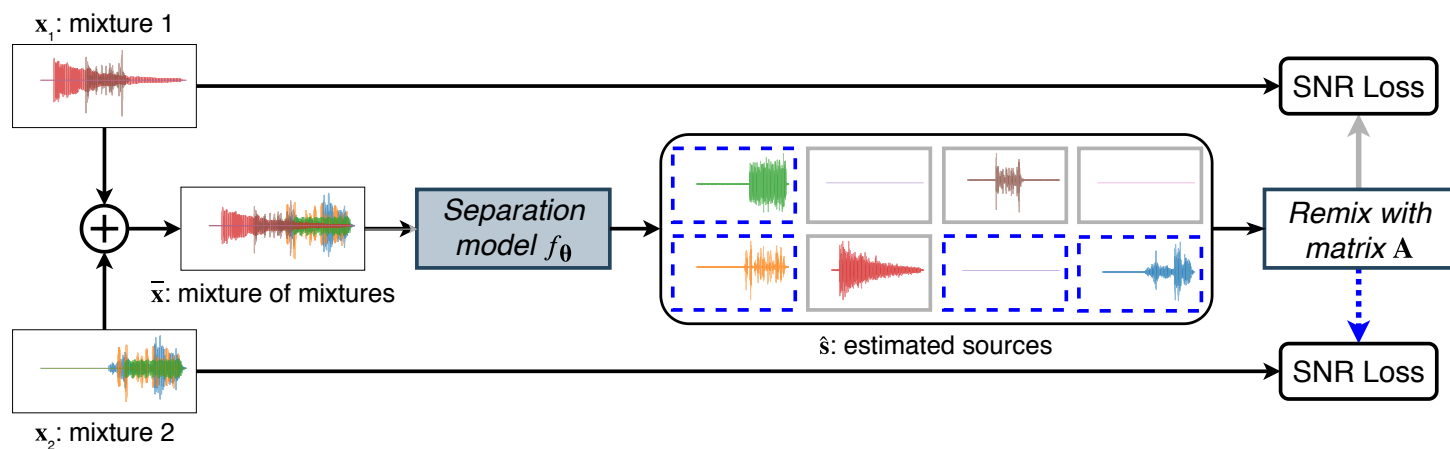 x₁: mixture 1
SNR Loss
+
Separation
model f_θ
Remix with
matrix A
x̄: mixture of mixtures
ŝ: estimated sources
SNR Loss
x₂: mixture 2